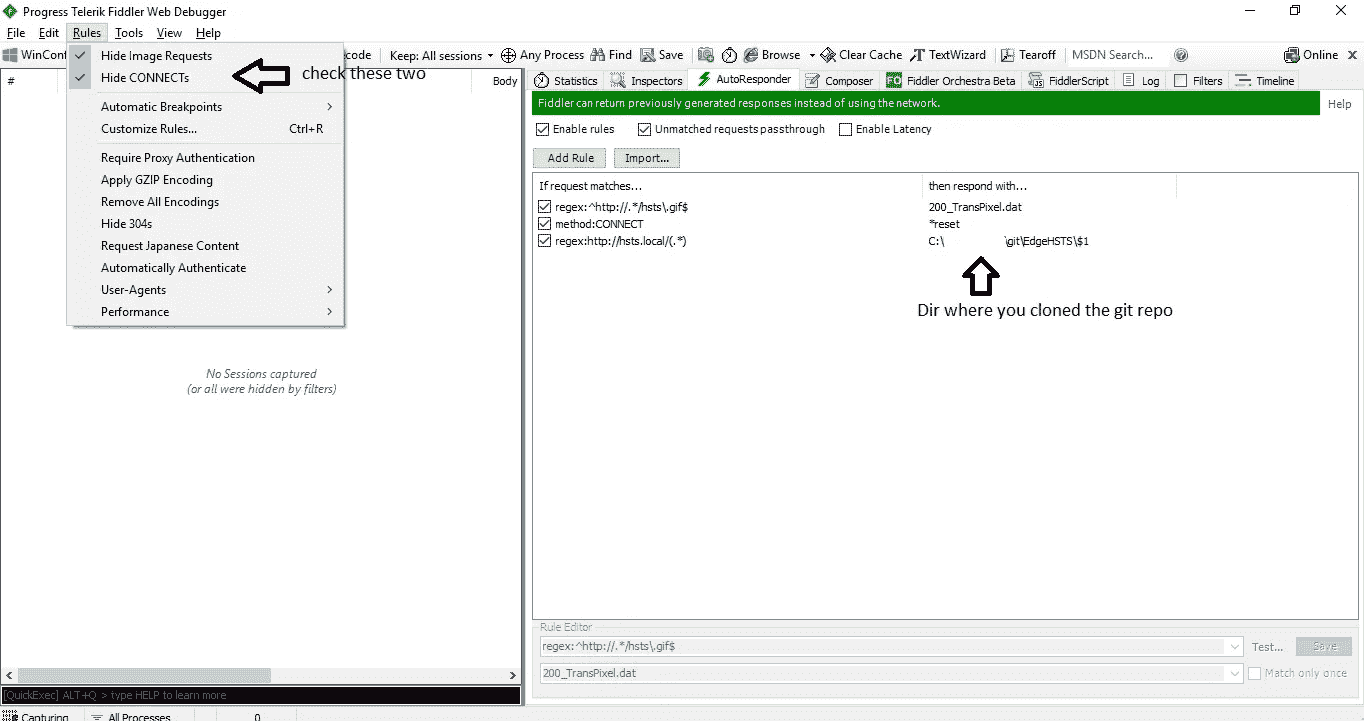 Progress Telerik Fiddler Web Debugger
File Edit Rules Tools View Help
WinConf code Keep: All sessions Any Process Find Save Browse Clear Cache TextWizard Tearoff MSDN Search... Online
Hide Image Requests
Hide CONNECTs
check these two
Automatic Breakpoints
Customize Rules... Ctrl+R
Require Proxy Authentication
Apply GZIP Encoding
Remove All Encodings
Hide 304s
Request Japanese Content
Automatically Authenticate
User-Agents
Performance
# Body
No Sessions captured
(or all were hidden by filters)
[QuickExec] ALT+Q > type HELP to learn more
Capturing All Processes 0
Statistics Inspectors AutoResponder Composer FO Fiddler Orchestra Beta JS FiddlerScript Log Filters Timeline
Fiddler can return previously generated responses instead of using the network. Help
Enable rules Unmatched requests passthrough Enable Latency
Add Rule Import...
If request matches... then respond with...
regex:^http://.*/hsts\.gif$ 200_TransPixel.dat
method:CONNECT *reset
regex:http://hsts.local/(.*) C:\ \git\EdgeHSTS\$1
Dir where you cloned the git repo
Rule Editor
regex:^http://.*/hsts\.gif$ Test... Save
200_TransPixel.dat Match only once